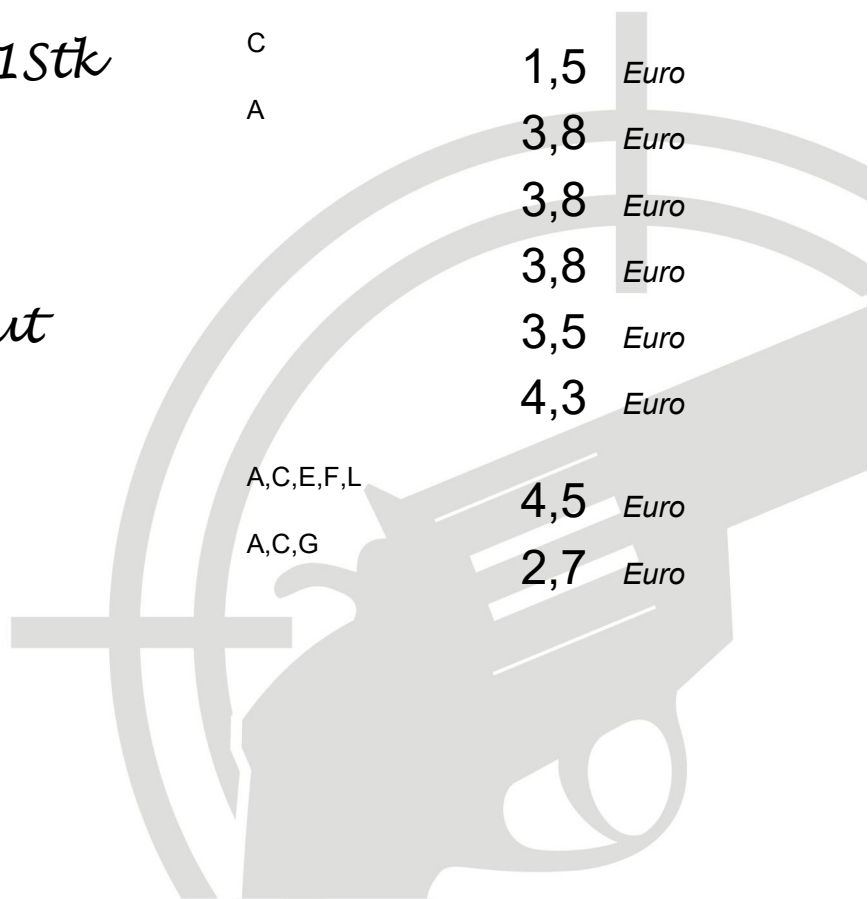 1Stk C 1,5 Euro
A 3,8 Euro
3,8 Euro
3,8 Euro
ut 3,5 Euro
4,3 Euro
A,C,E,F,L 4,5 Euro
A,C,G 2,7 Euro